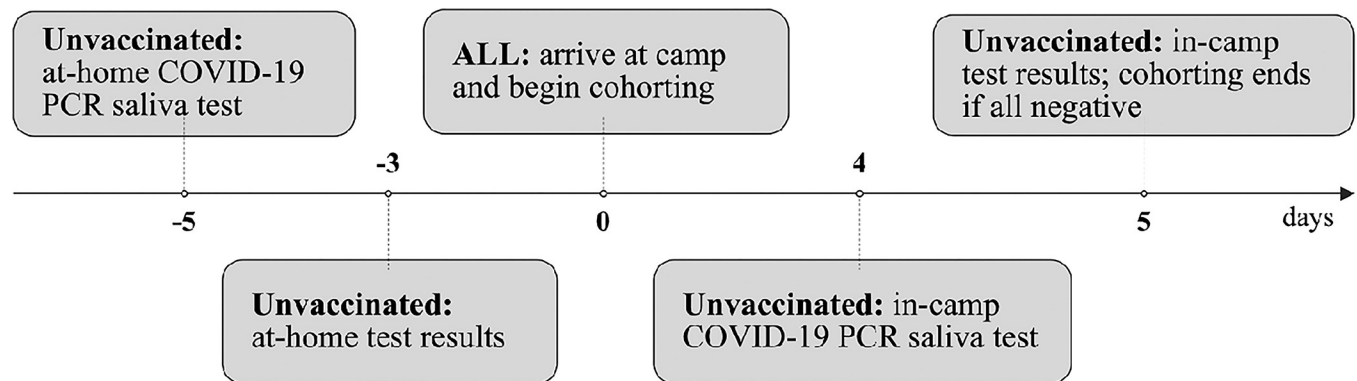 Unvaccinated:
at-home COVID-19
PCR saliva test
ALL: arrive at camp
and begin cohorting
Unvaccinated: in-camp
test results; cohorting ends
if all negative
-3
4
-5
0
5
days
Unvaccinated:
at-home test results
Unvaccinated: in-camp
COVID-19 PCR saliva test